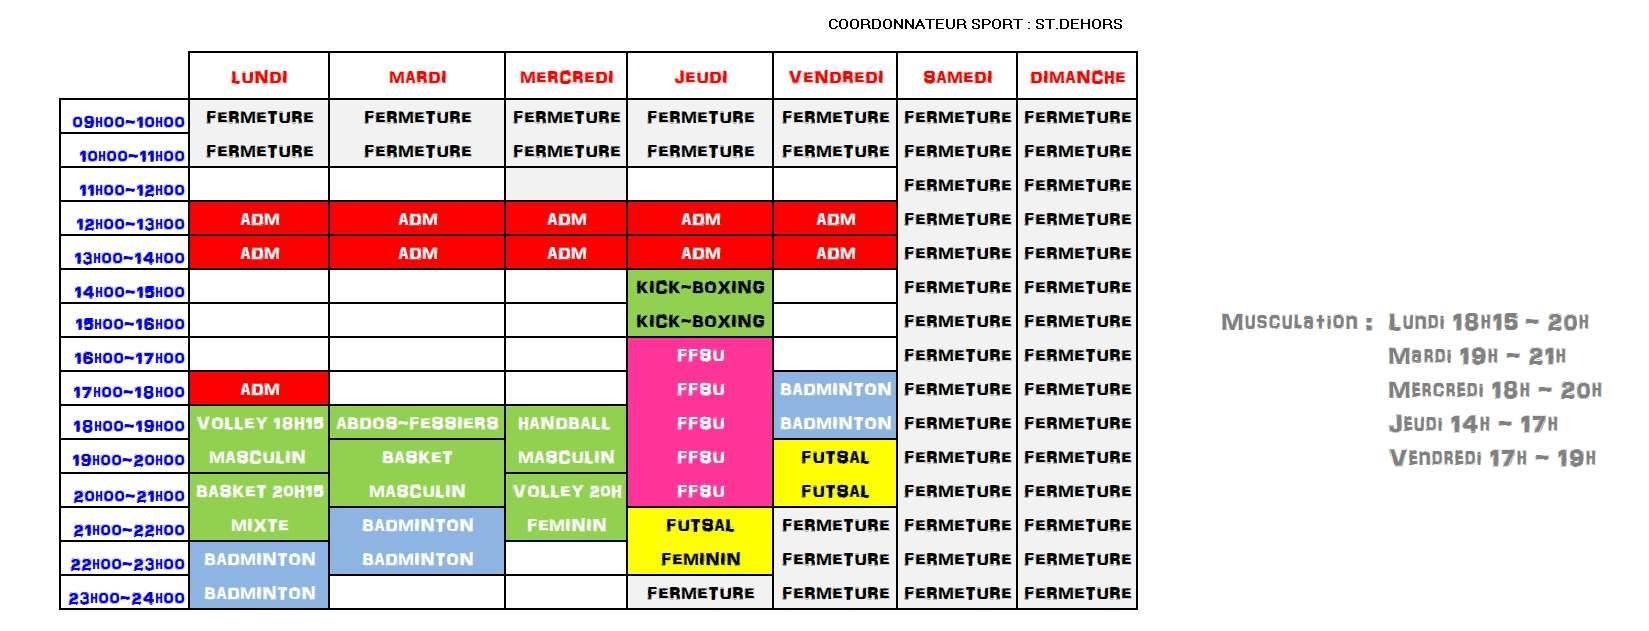 COORDONNATEUR SPORT : ST.DEHORS
LUNDI MARDI MERCREDI JEUDI VENDREDI SAMEDI DIMANCHE
09H00~10H00 FERMETURE FERMETURE FERMETURE FERMETURE FERMETURE FERMETURE FERMETURE
10H00~11H00 FERMETURE FERMETURE FERMETURE FERMETURE FERMETURE FERMETURE FERMETURE
11H00~12H00 FERMETURE FERMETURE
12H00~13H00 ADM ADM ADM ADM ADM FERMETURE FERMETURE
13H00~14H00 ADM ADM ADM ADM ADM FERMETURE FERMETURE
14H00~15H00 KICK~BOXING FERMETURE FERMETURE
15H00~16H00 KICK~BOXING FERMETURE FERMETURE
16H00~17H00 FFSU FERMETURE FERMETURE
17H00~18H00 ADM FFSU BADMINTON FERMETURE FERMETURE
18H00~19H00 VOLLEY 18H15 ABDOS~FESSIERS HANDBALL FFSU BADMINTON FERMETURE FERMETURE
19H00~20H00 MASCULIN BASKET MASCULIN FFSU FUTSAL FERMETURE FERMETURE
20H00~21H00 BASKET 20H15 MASCULIN VOLLEY 20H FFSU FUTSAL FERMETURE FERMETURE
21H00~22H00 MIXTE BADMINTON FEMININ FUTSAL FERMETURE FERMETURE FERMETURE
22H00~23H00 BADMINTON BADMINTON FEMININ FERMETURE FERMETURE FERMETURE
23H00~24H00 BADMINTON FERMETURE FERMETURE FERMETURE FERMETURE
Musculation : Lundi 18H15 ~ 20H
Mardi 19H ~ 21H
Mercredi 18H ~ 20H
Jeudi 14H ~ 17H
Vendredi 17H ~ 19H